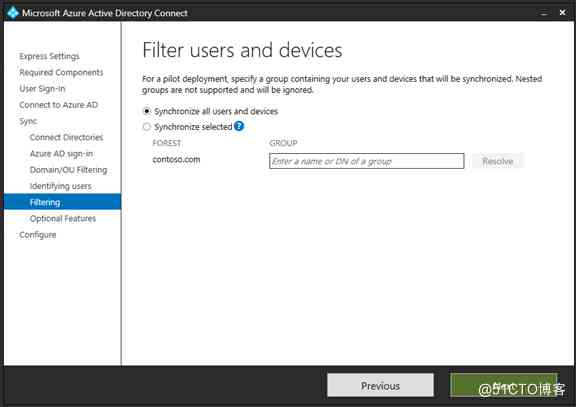 Microsoft Azure Active Directory Connect
Express Settings
Required Components
User Sign-In
Connect to Azure AD
Sync
Connect Directories
Azure AD sign-in
Domain/OU Filtering
Identifying users
Filtering
Optional Features
Configure
Filter users and devices
For a pilot deployment, specify a group containing your users and devices that will be synchronized. Nested
groups are not supported and will be ignored.
Synchronize all users and devices
Synchronize selected ?
FOREST GROUP
contoso.com Enter a name or DN of a group Resolve
Previous
@51CTO博客